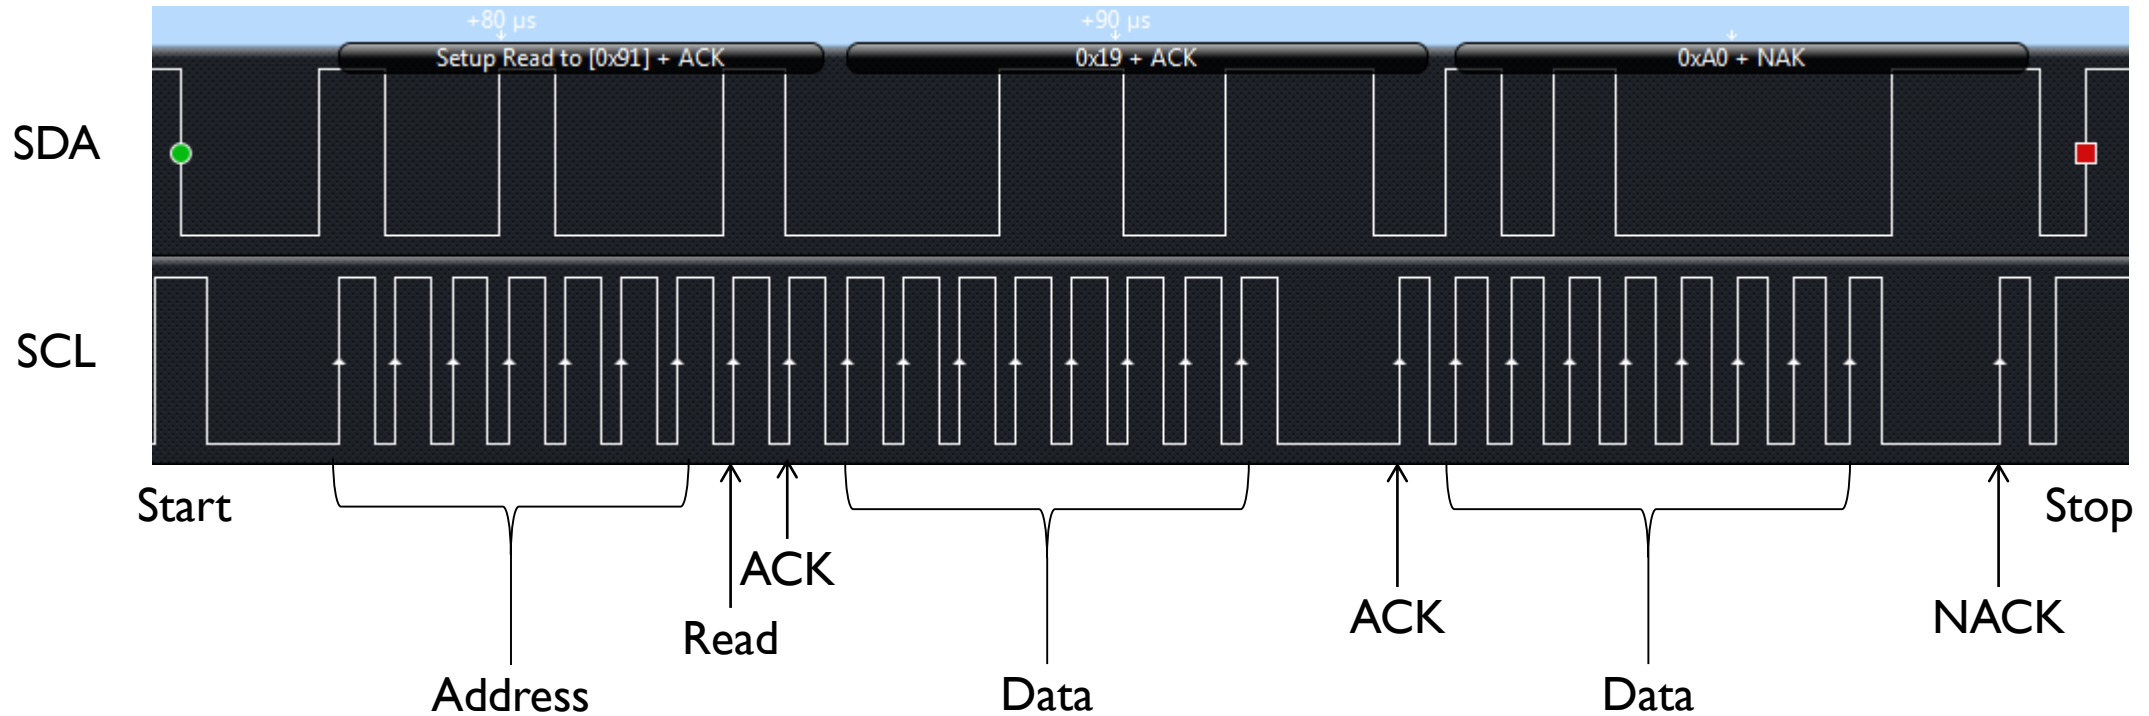 +80 µs
+90 µs
Setup Read to [0x91] + ACK
0x19 + ACK
0xA0 + NAK
SDA
SCL
Start
Stop
ACK
ACK
NACK
Read
Address
Data
Data